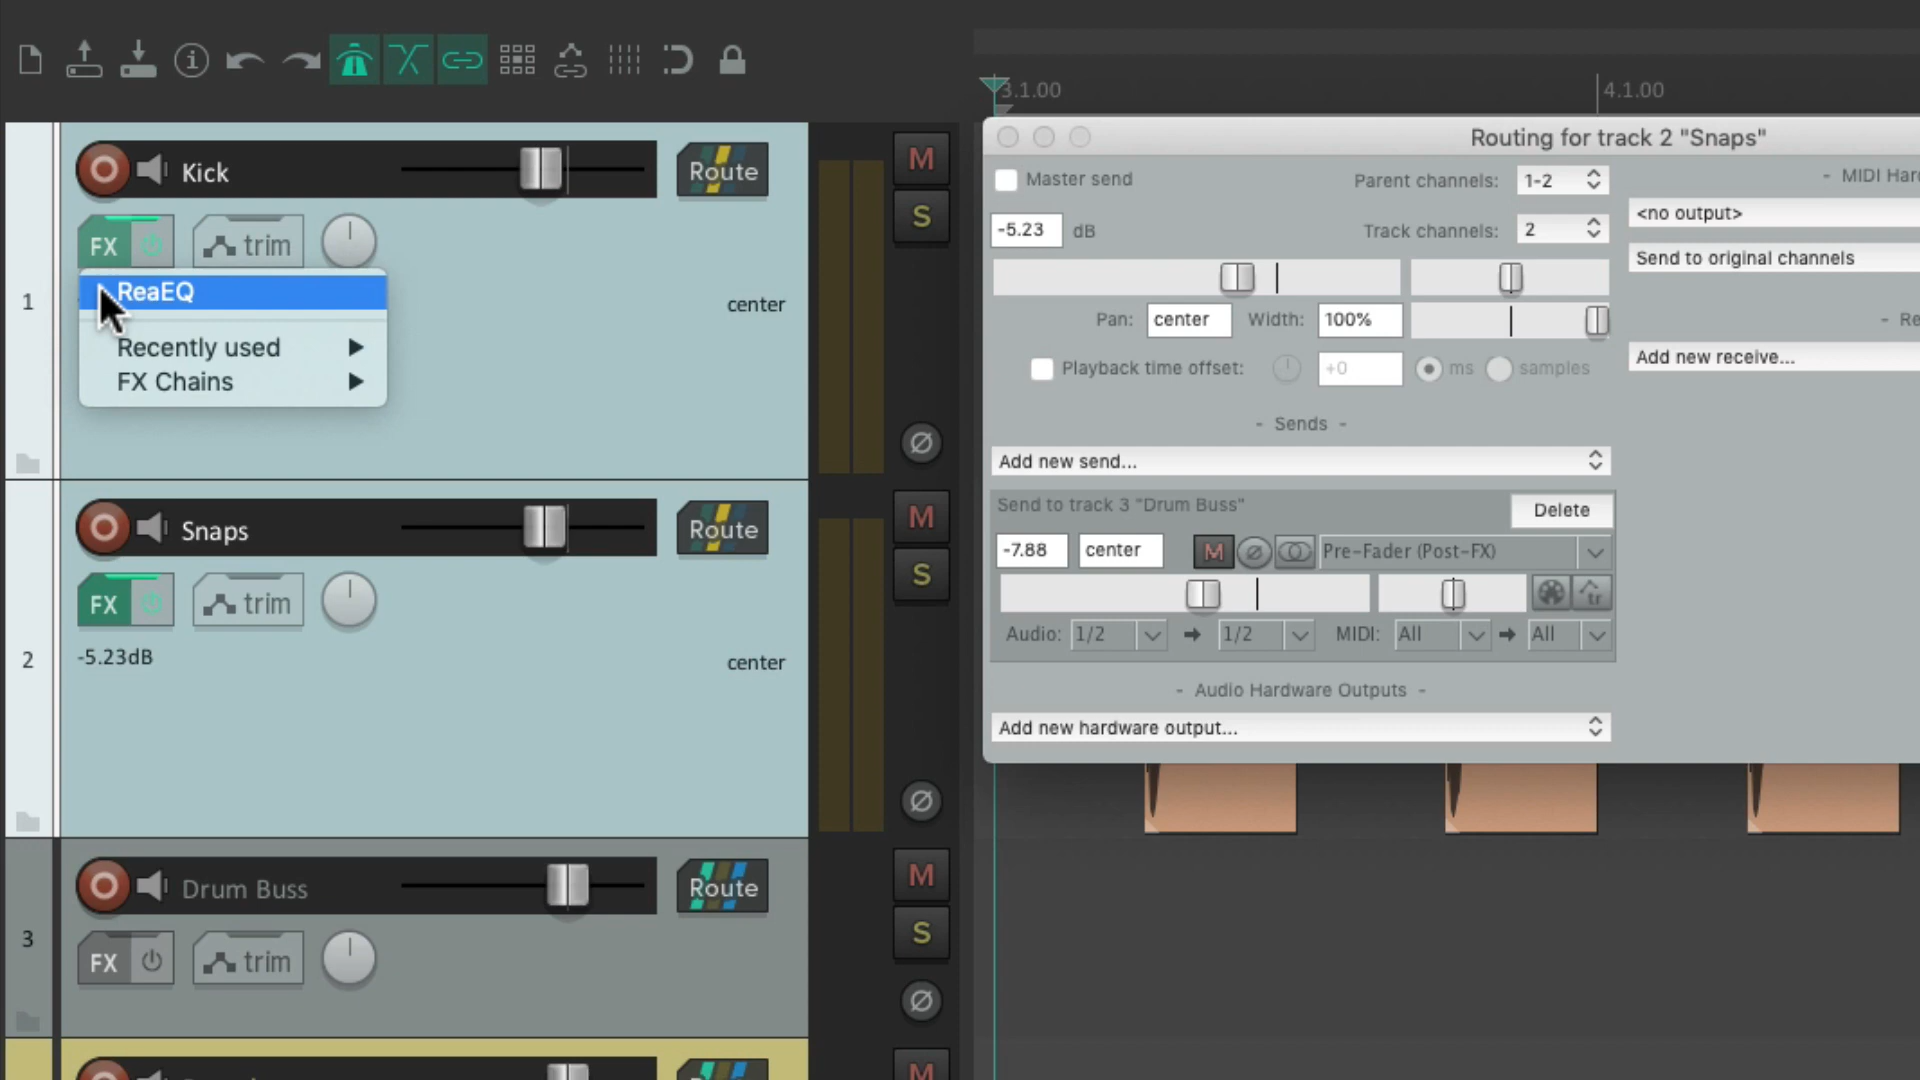 3.1.00
4.1.00
Kick
Route
M
S
FX
trim
ReaEQ
Recently used
FX Chains
1
center
Snaps
Route
M
S
FX
trim
-5.23dB
2
center
Drum Buss
Route
M
S
3
FX
trim
M
Routing for track 2 "Snaps"
Master send
Parent channels: 1-2
- MIDI Har
-5.23 dB
Track channels: 2
<no output>
Send to original channels
Pan: center Width: 100%
- Re
Playback time offset: +0 ms samples
Add new receive...
- Sends -
Add new send...
Send to track 3 "Drum Buss"
Delete
-7.88 center M Pre-Fader (Post-FX)
tr
Audio: 1/2 1/2 MIDI: All All
- Audio Hardware Outputs -
Add new hardware output...